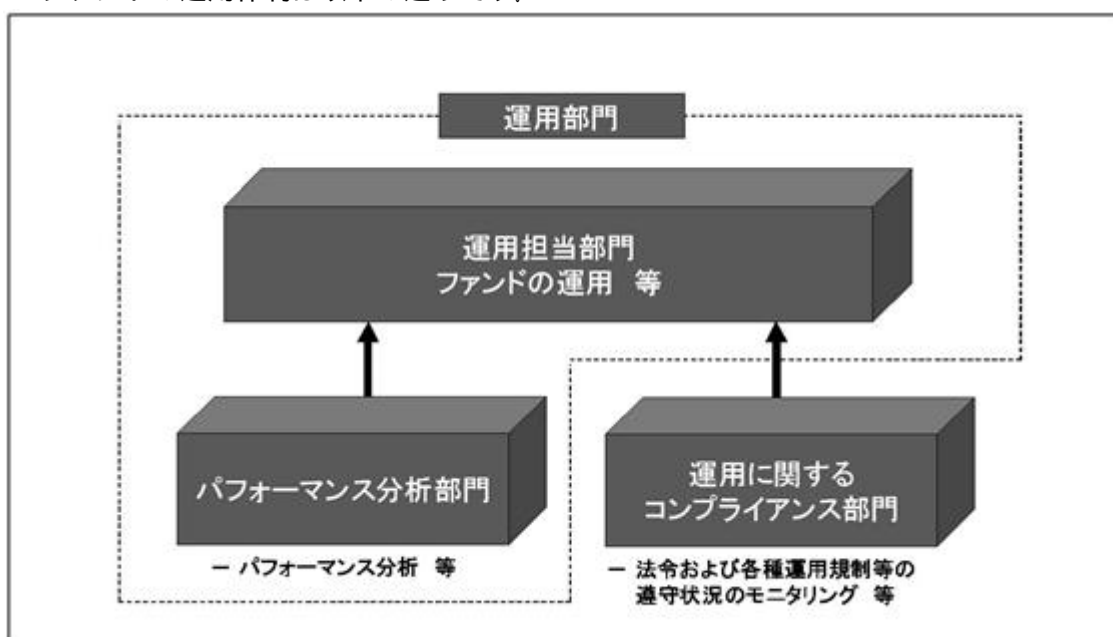 運用部門
運用担当部門
ファンドの運用 等
パフォーマンス分析部門
― パフォーマンス分析 等
運用に関する
コンプライアンス部門
― 法令および各種運用規制等の
遵守状況のモニタリング 等